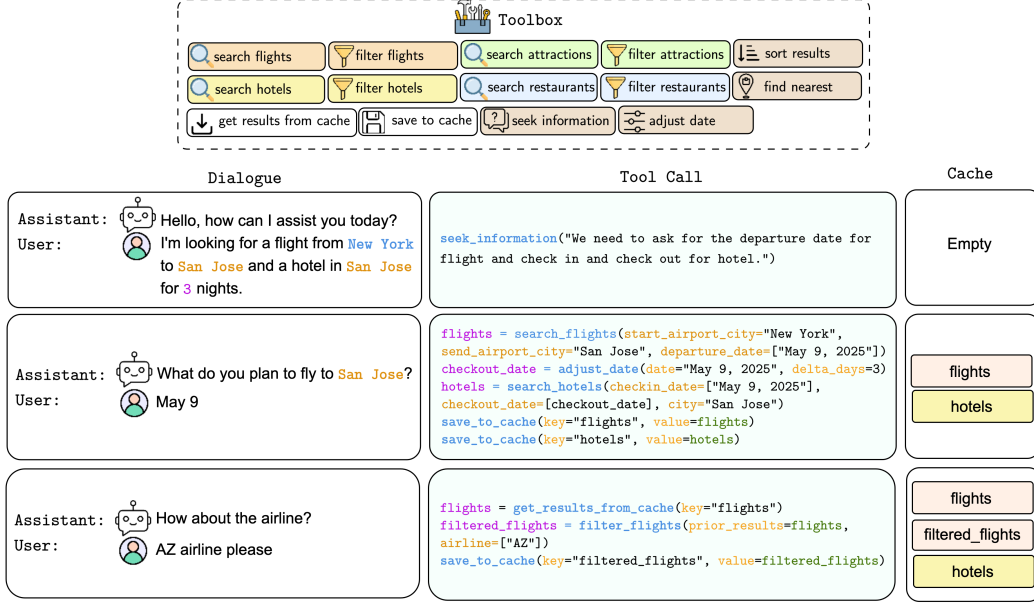 Toolbox
search flights
filter flights
search attractions
filter attractions
sort results
search hotels
filter hotels
search restaurants
filter restaurants
find nearest
get results from cache
save to cache
seek information
adjust date
Dialogue
Tool Call
Cache
Assistant: Hello, how can I assist you today?
User: I'm looking for a flight from New York
to San Jose and a hotel in San Jose
for 3 nights.
seek_information("We need to ask for the departure date for
flight and check in and check out for hotel.")
Empty
Assistant: What do you plan to fly to San Jose?
User: May 9
flights = search_flights(start_airport_city="New York",
send_airport_city="San Jose", departure_date=["May 9, 2025"])
checkout_date = adjust_date(date="May 9, 2025", delta_days=3)
hotels = search_hotels(checkin_date=["May 9, 2025"],
checkout_date=[checkout_date], city="San Jose")
save_to_cache(key="flights", value=flights)
save_to_cache(key="hotels", value=hotels)
flights
hotels
Assistant: How about the airline?
User: AZ airline please
flights = get_results_from_cache(key="flights")
filtered_flights = filter_flights(prior_results=flights,
airline=["AZ"])
save_to_cache(key="filtered_flights", value=filtered_flights)
flights
filtered_flights
hotels